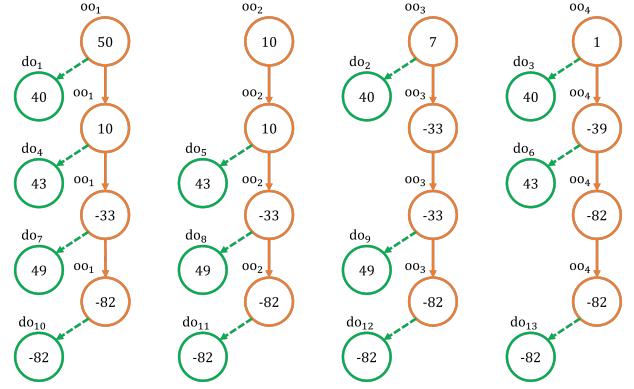 oo₁ oo₂ oo₃ oo₄
50 10 7 1
do₁ do₂ do₃
40 40 40
oo₁ oo₂ oo₃ oo₄
10 10 -33 -39
do₄ do₅ do₆
43 43 43
oo₁ oo₂ oo₃ oo₄
-33 -33 -33 -82
do₇ do₈ do₉
49 49 49
oo₁ oo₂ oo₃ oo₄
-82 -82 -82 -82
do₁₀ do₁₁ do₁₂ do₁₃
-82 -82 -82 -82